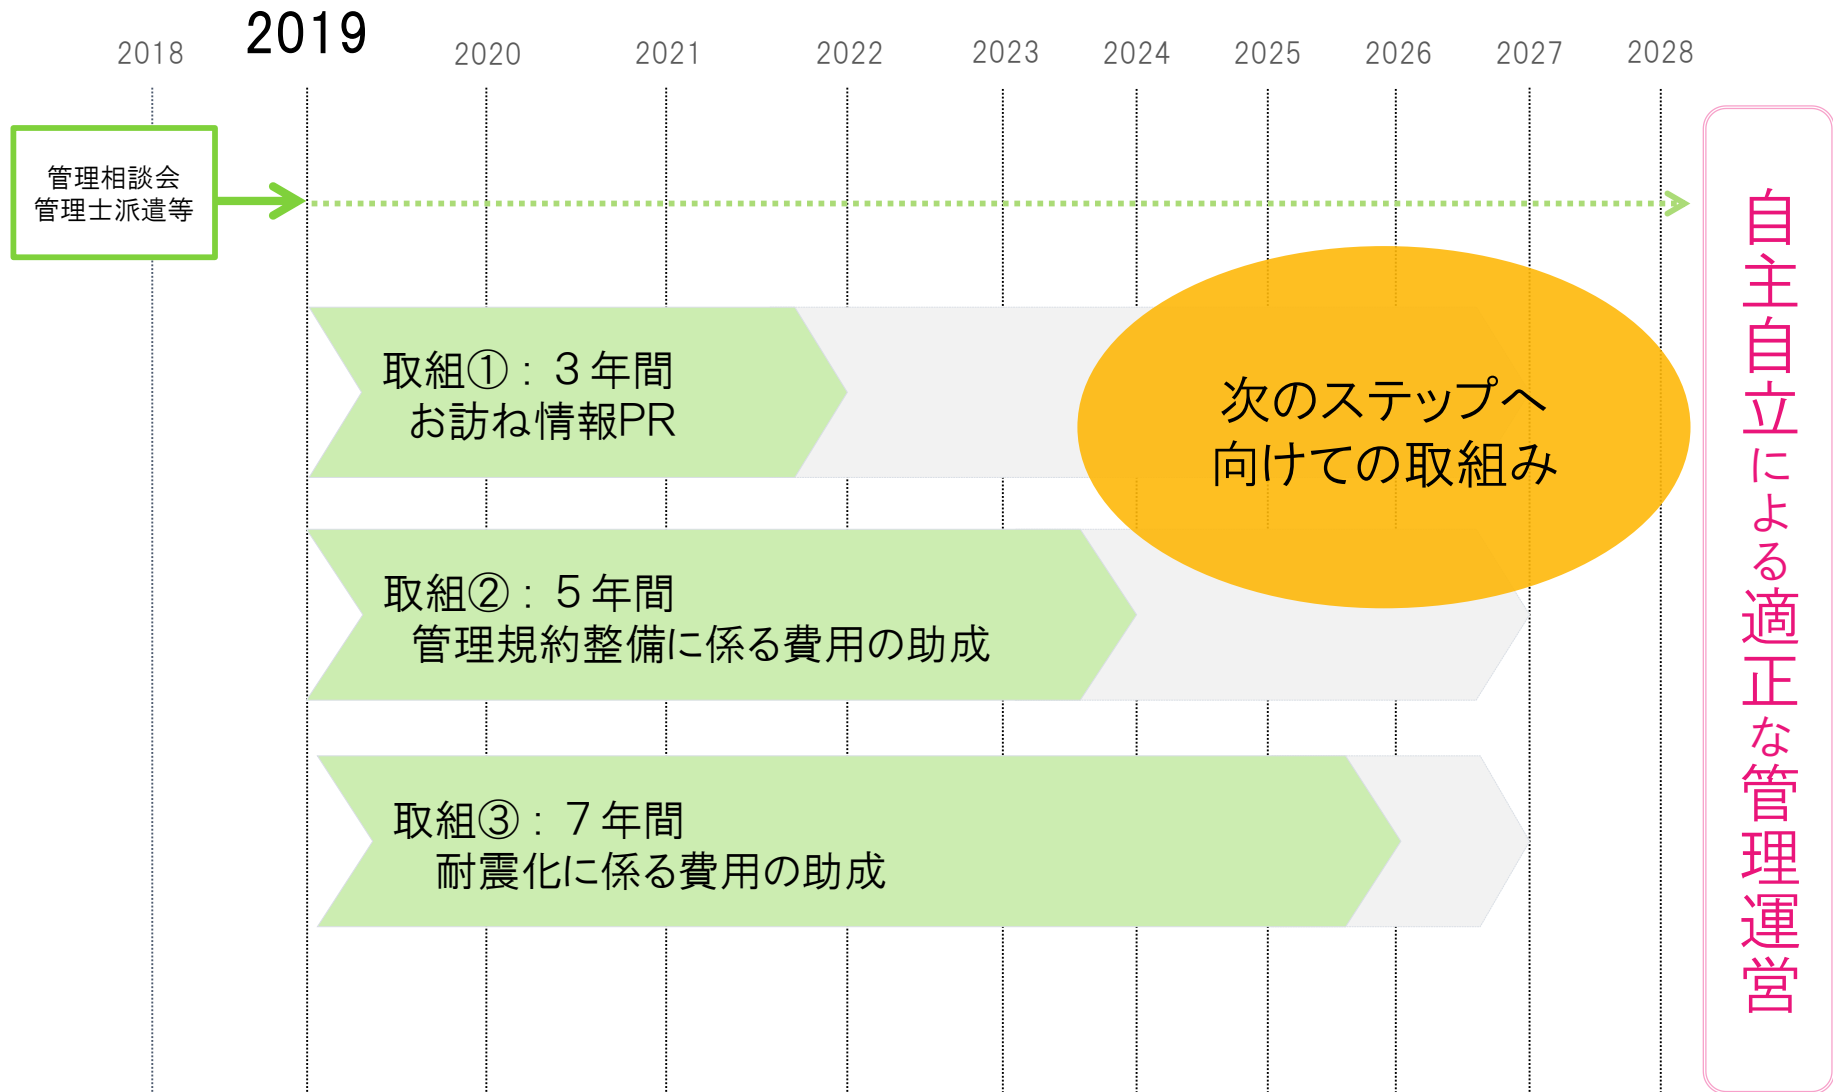 2018
2019
2020
2021
2022
2023
2024
2025
2026
2027
2028
管理相談会
管理士派遣等
取組①：３年間
お訪ね情報PR
次のステップへ
向けての取組み
取組②：５年間
管理規約整備に係る費用の助成
取組③：７年間
耐震化に係る費用の助成
自主自立による適正な管理運営